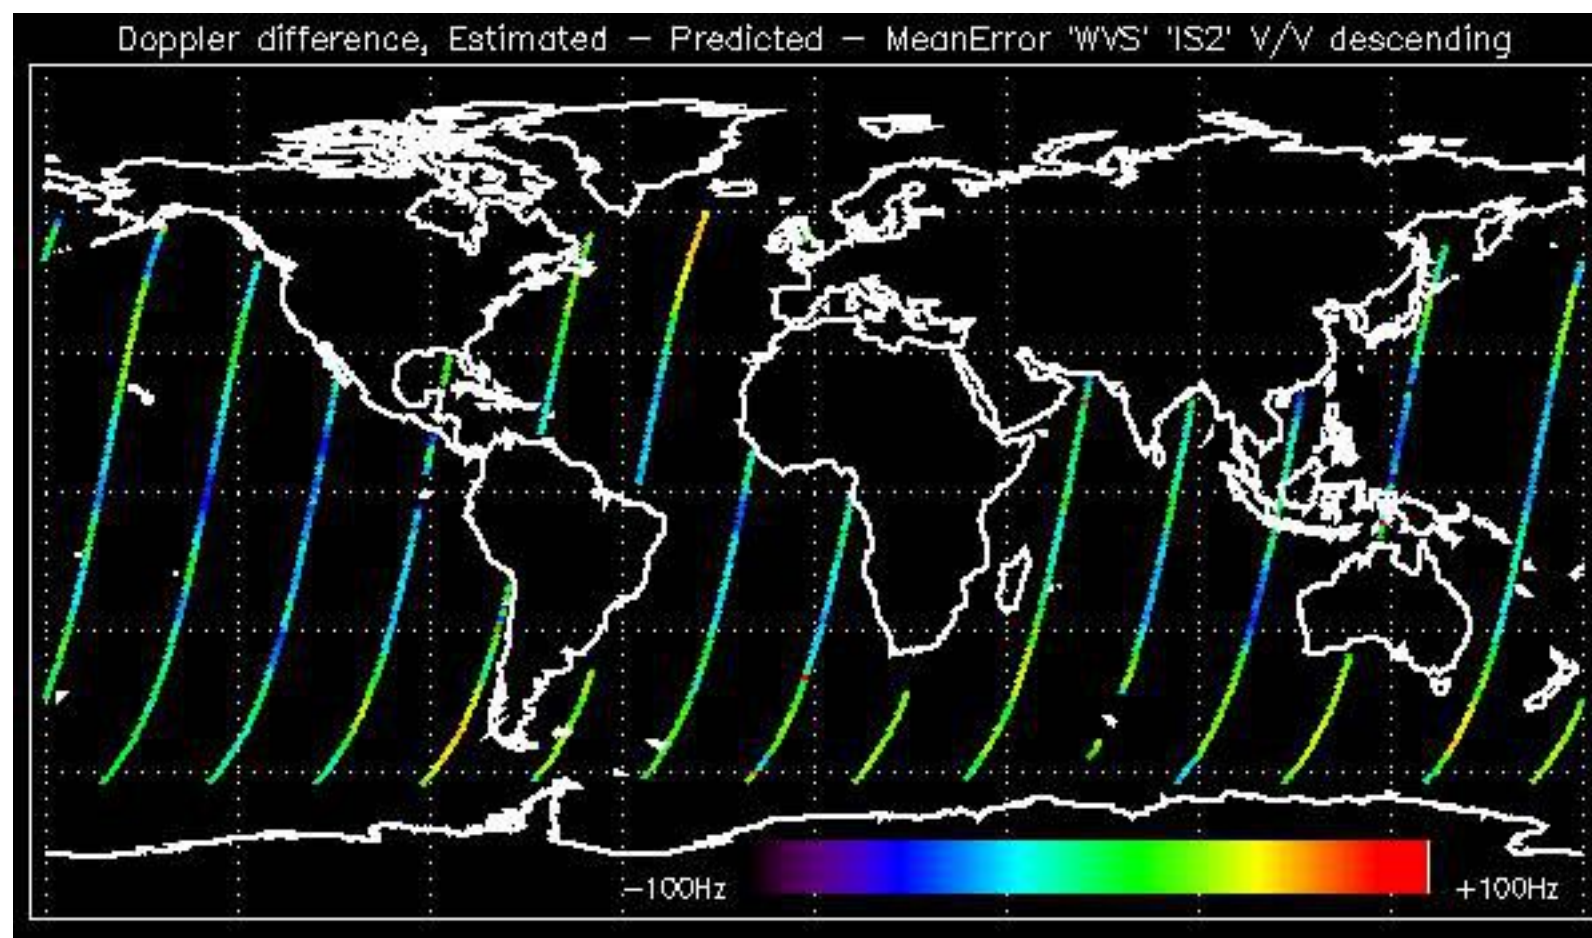 Doppler difference, Estimated – Predicted – MeanError 'WVS' 'IS2' V/V descending
-100Hz
+100Hz